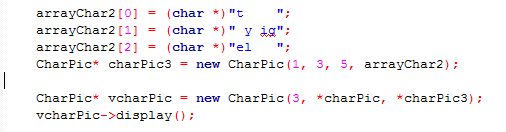 arrayChar2[0] = (char *)"t    ";
arrayChar2[1] = (char *)" y ig";
arrayChar2[2] = (char *)"el   ";
CharPic* charPic3 = new CharPic(1, 3, 5, arrayChar2);
CharPic* vcharPic = new CharPic(3, *charPic, *charPic3);
vcharPic->display();